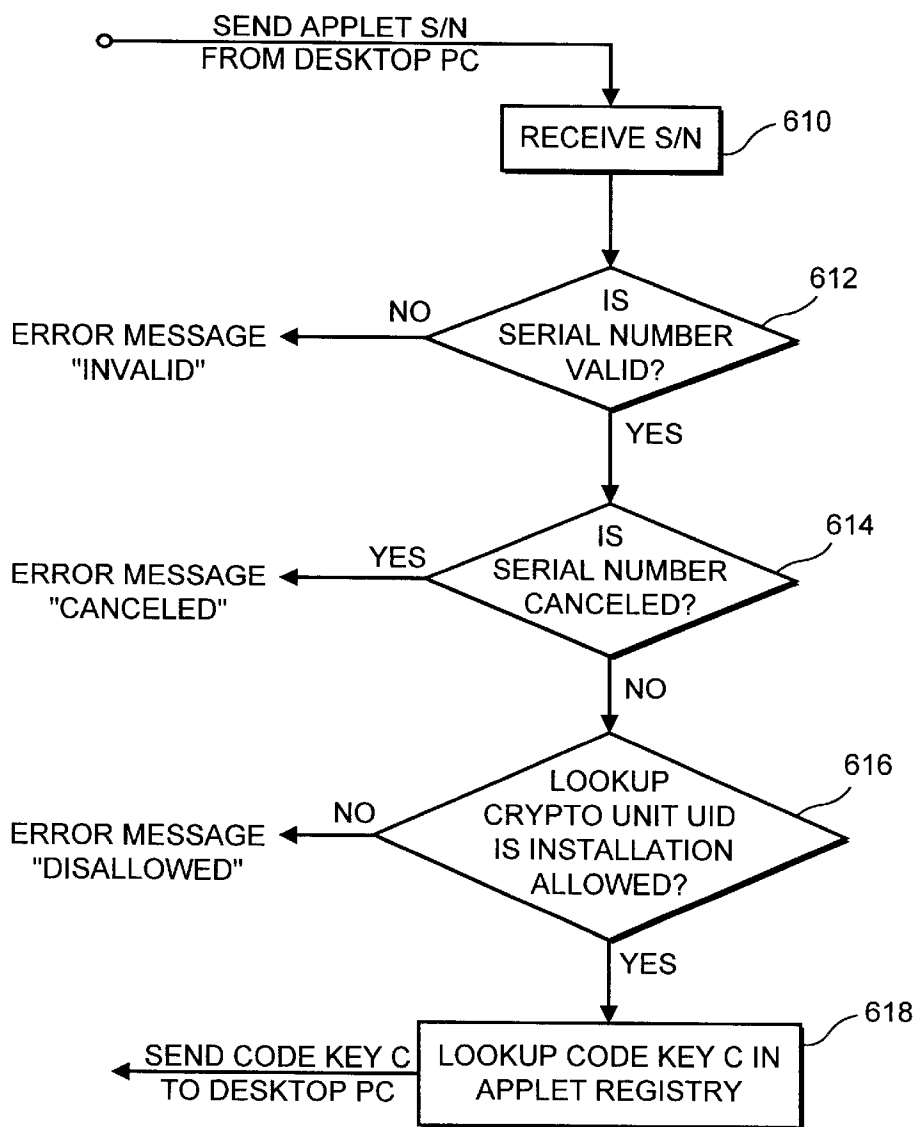 SEND APPLET S/N
FROM DESKTOP PC
RECEIVE S/N
610
IS
SERIAL NUMBER
VALID?
612
NO
ERROR MESSAGE
"INVALID"
YES
IS
SERIAL NUMBER
CANCELED?
614
YES
ERROR MESSAGE
"CANCELED"
NO
LOOKUP
CRYPTO UNIT UID
IS INSTALLATION
ALLOWED?
616
NO
ERROR MESSAGE
"DISALLOWED"
YES
LOOKUP CODE KEY C IN
APPLET REGISTRY
618
SEND CODE KEY C
TO DESKTOP PC